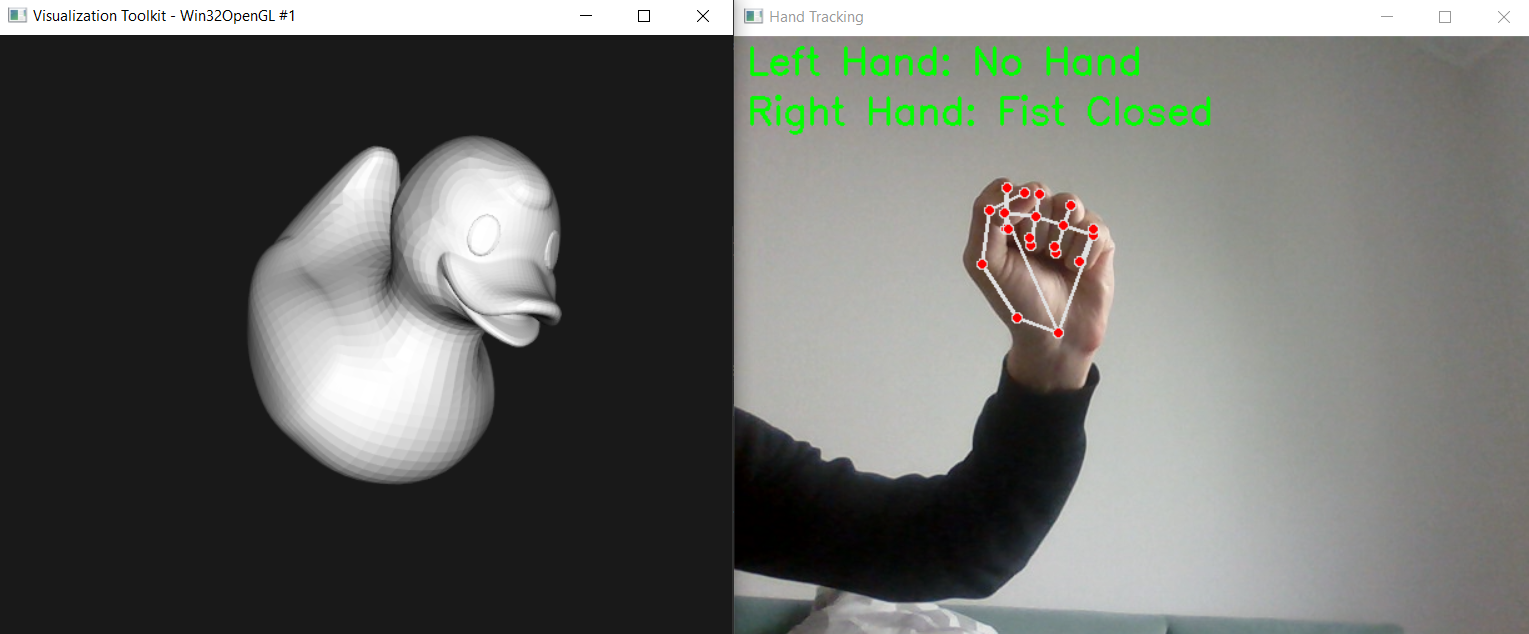 Visualization Toolkit - Win32OpenGL #1
Hand Tracking
Left Hand: No Hand
Right Hand: Fist Closed